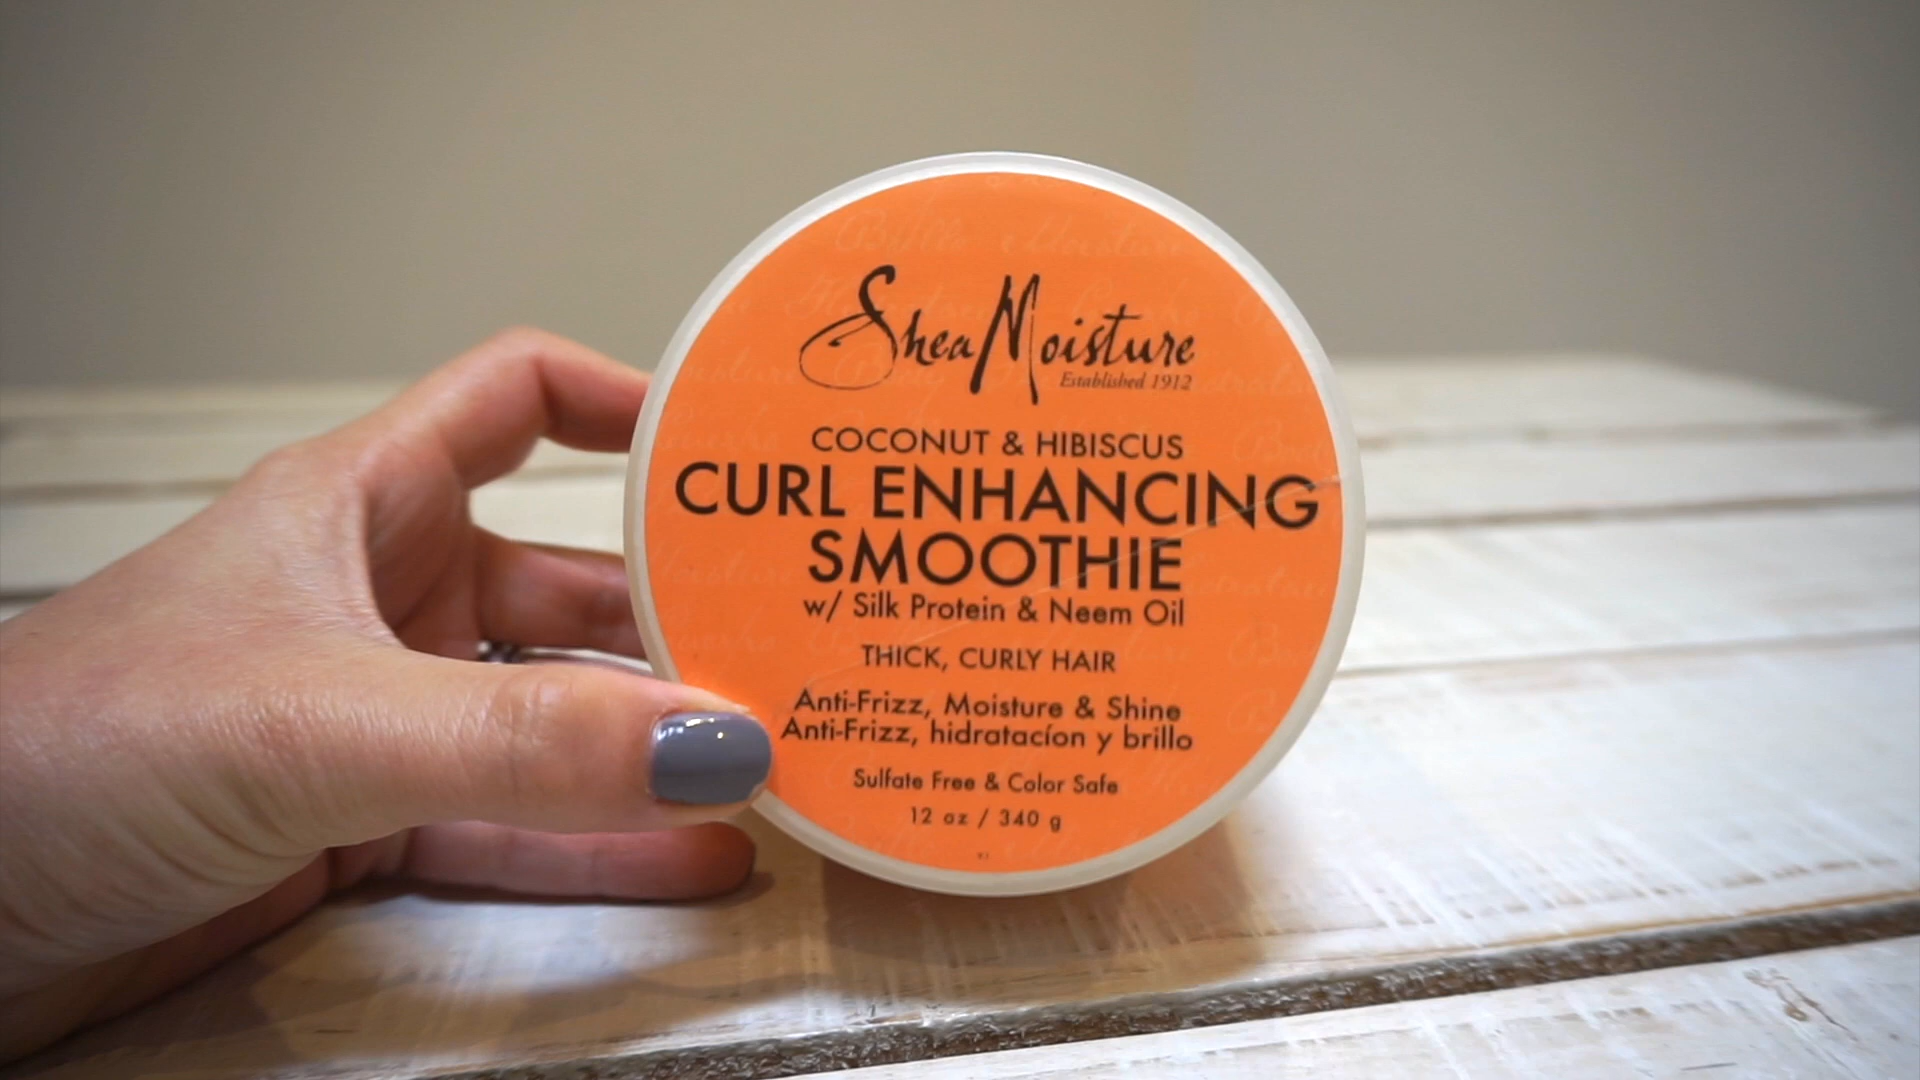 SheaMoisture
Established 1912
COCONUT & HIBISCUS
CURL ENHANCING
SMOOTHIE
w/ Silk Protein & Neem Oil
THICK, CURLY HAIR
Anti-Frizz, Moisture & Shine
Anti-Frizz, hidratacíon y brillo
Sulfate Free & Color Safe
12 oz / 340 g